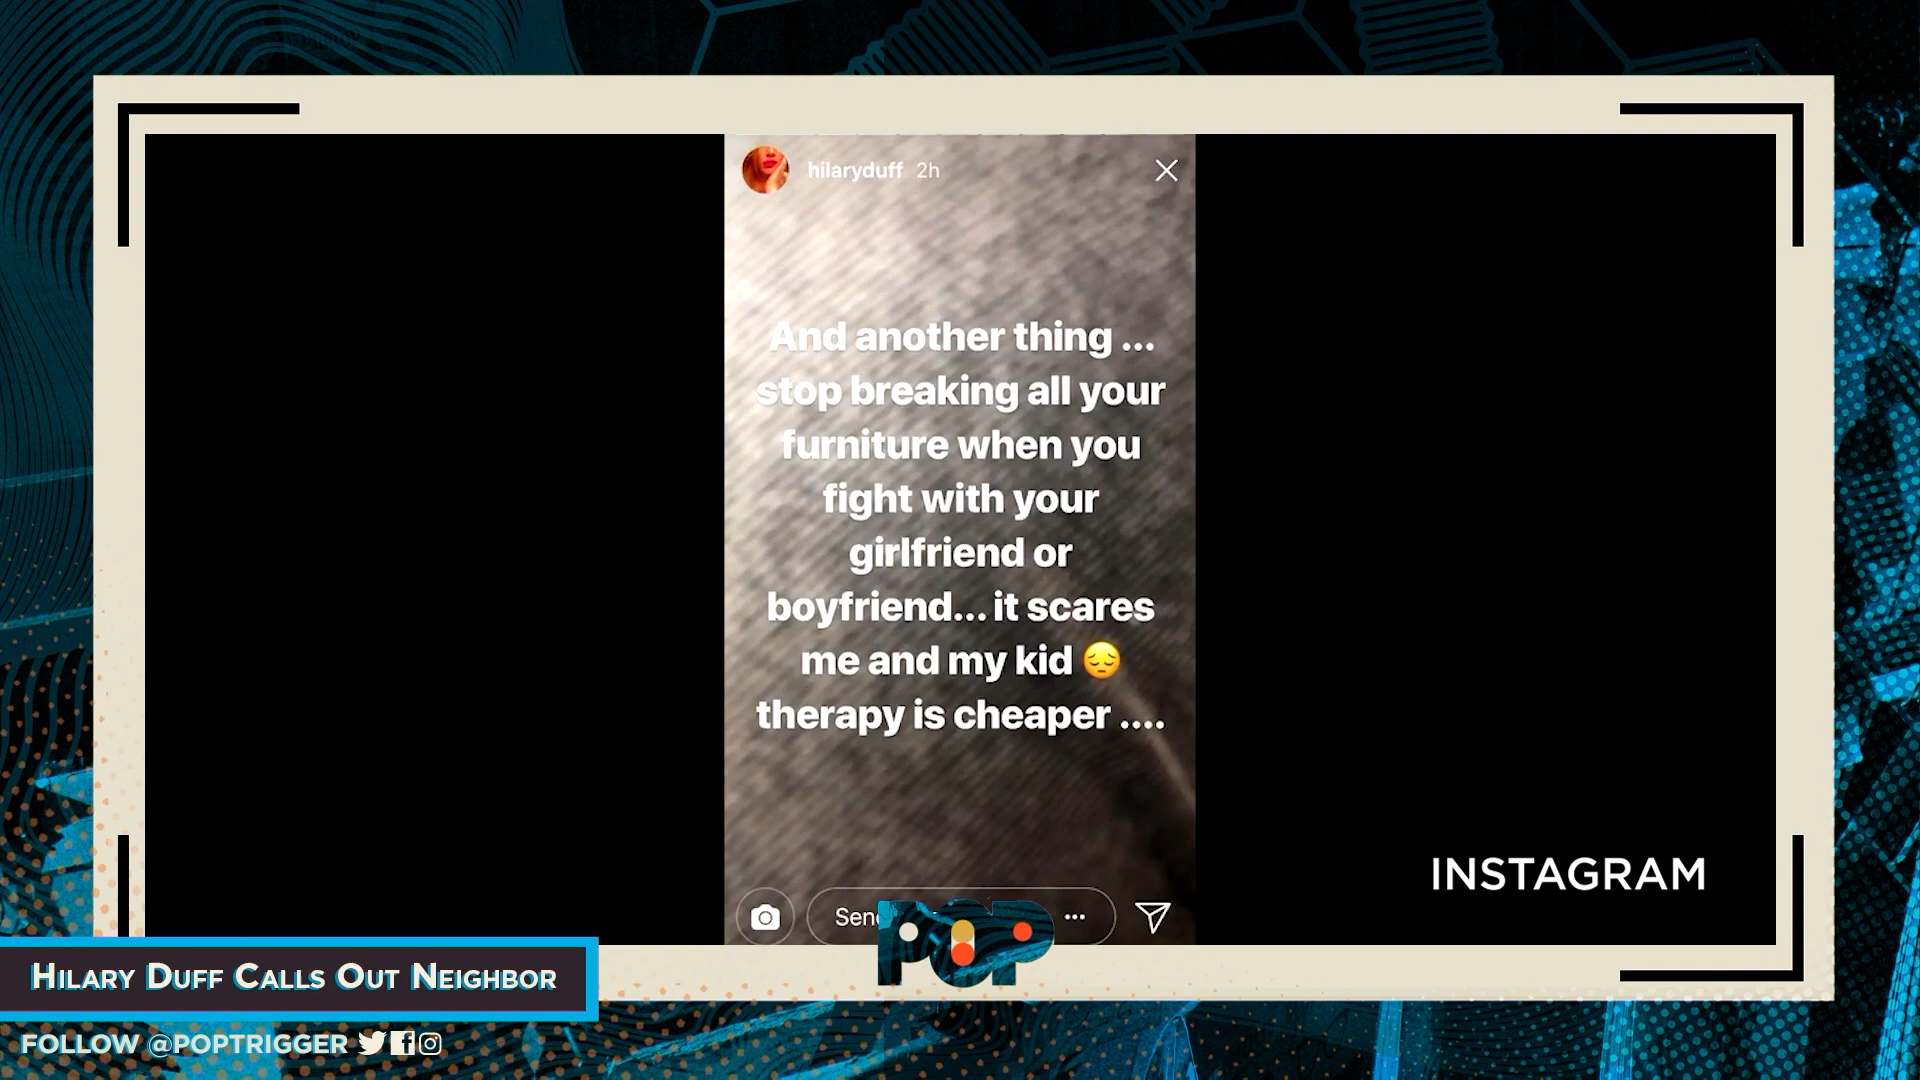 hilaryduff 2h
And another thing ...
stop breaking all your
furniture when you
fight with your
girlfriend or
boyfriend... it scares
me and my kid 😔
therapy is cheaper ....
INSTAGRAM
POP
HILARY DUFF CALLS OUT NEIGHBOR
FOLLOW @POPTRIGGER